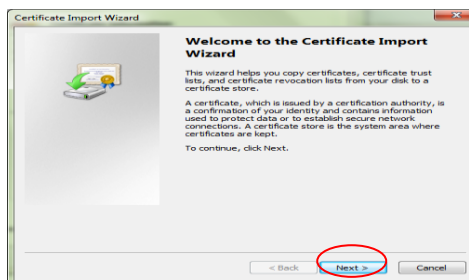 Certificate Import Wizard
Welcome to the Certificate Import
Wizard
This wizard helps you copy certificates, certificate trust
lists, and certificate revocation lists from your disk to a
certificate store.
A certificate, which is issued by a certification authority, is
a confirmation of your identity and contains information
used to protect data or to establish secure network
connections. A certificate store is the system area where
certificates are kept.
To continue, click Next.
< Back
Next >
Cancel